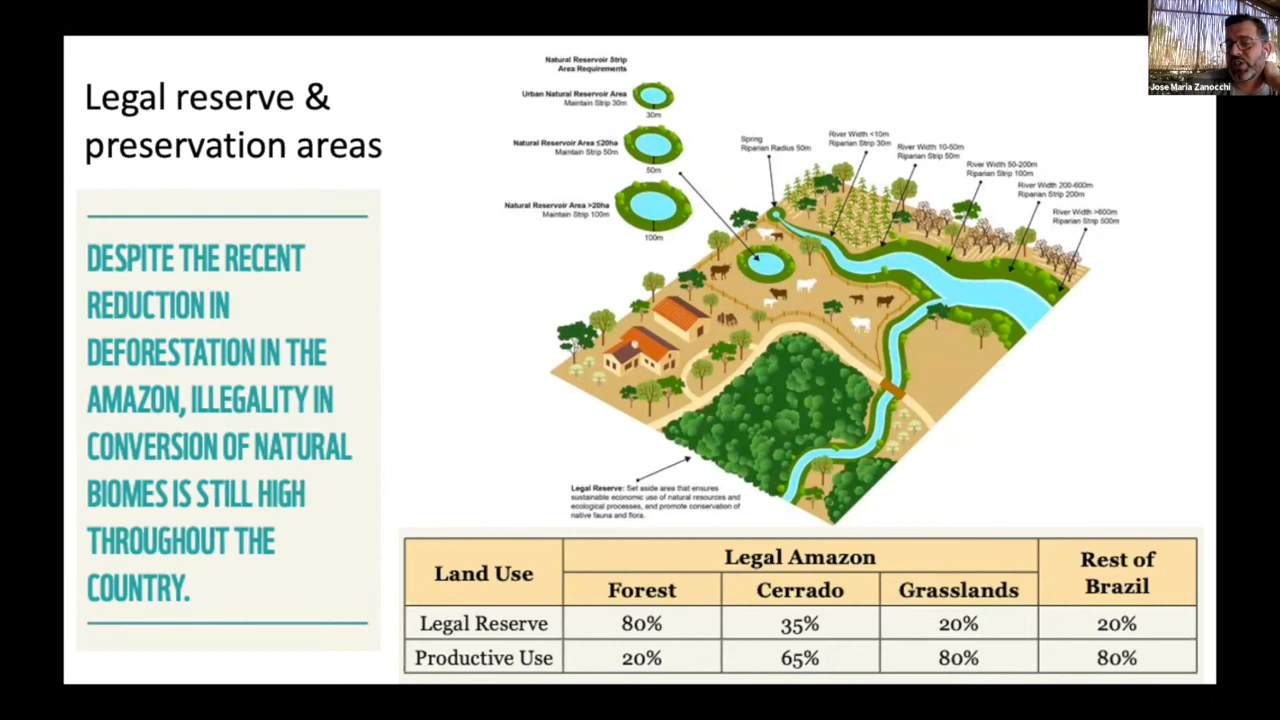 Jose Maria Zanocchi
Legal reserve &
preservation areas
DESPITE THE RECENT
REDUCTION IN
DEFORESTATION IN THE
AMAZON, ILLEGALITY IN
CONVERSION OF NATURAL
BIOMES IS STILL HIGH
THROUGHOUT THE
COUNTRY.
Natural Reservoir Strip
Area Requirements
Urban Natural Reservoir Area
Maintain Strip 30m
30m
Natural Reservoir Area ≤20ha
Maintain Strip 50m
50m
Natural Reservoir Area >20ha
Maintain Strip 100m
100m
Spring
Riparian Radius 50m
River Width <10m
Riparian Strip 30m
River Width 10-50m
Riparian Strip 50m
River Width 50-200m
Riparian Strip 100m
River Width 200-600m
Riparian Strip 200m
River Width >600m
Riparian Strip 500m
Legal Reserve: Set aside area that ensures
sustainable economic use of natural resources and
ecological processes, and promote conservation of
native fauna and flora.
Land Use Legal Amazon Rest of Brazil
Forest Cerrado Grasslands
Legal Reserve 80% 35% 20% 20%
Productive Use 20% 65% 80% 80%